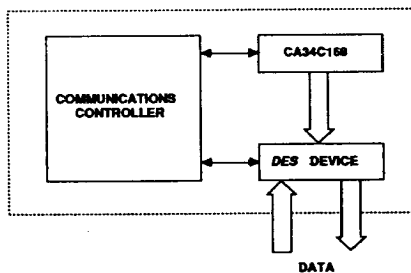 CA34C168
COMMUNICATIONS
CONTROLLER
DES DEVICE
DATA